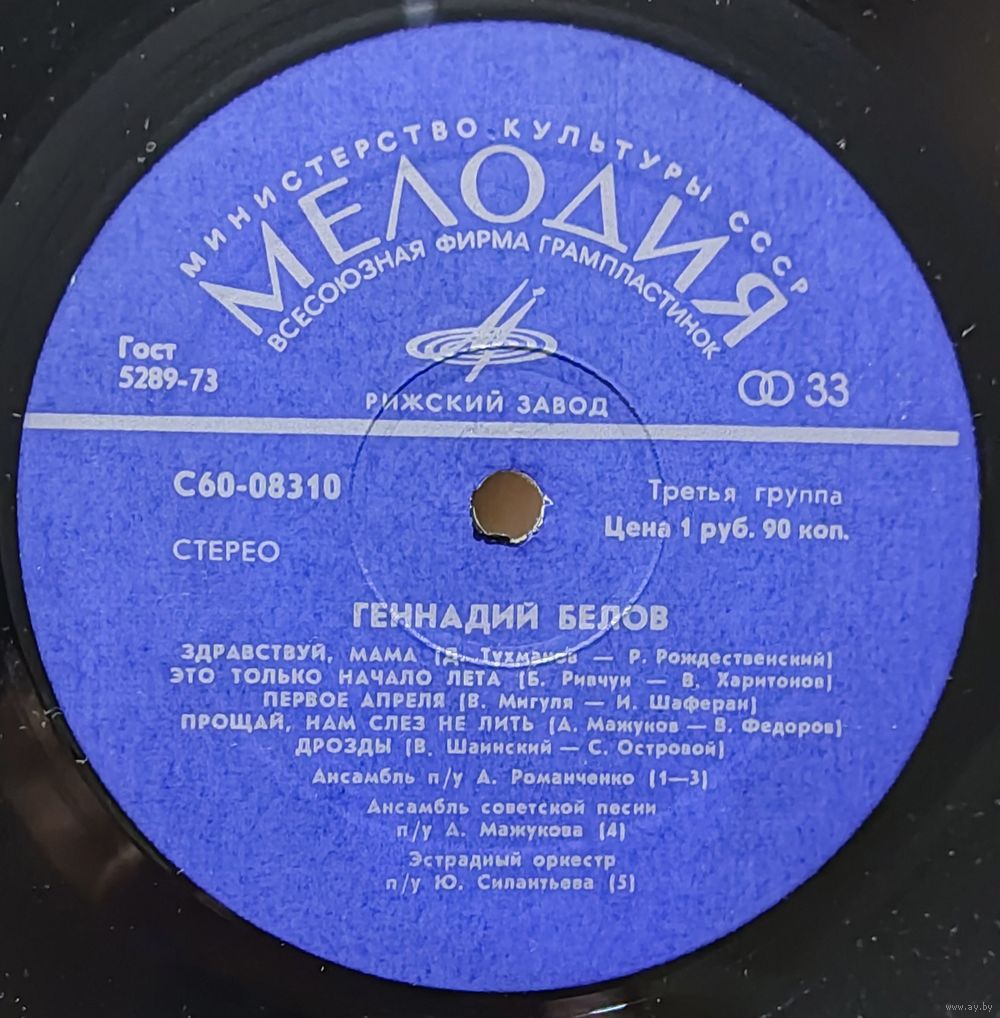 МИНИСТЕРСТВО КУЛЬТУРЫ СССР
МЕЛОДИЯ
ВСЕСОЮЗНАЯ ФИРМА ГРАМПЛАСТИНОК
Гост
5289-73
РИЖСКИЙ ЗАВОД
33
С60-08310
Третья группа
Цена 1 руб. 90 коп.
СТЕРЕО
ГЕННАДИЙ БЕЛОВ
ЗДРАВСТВУЙ, МАМА (Д. Тухманов — Р. Рождественский)
ЭТО ТОЛЬКО НАЧАЛО ЛЕТА (Б. Ривчун — В. Харитонов)
ПЕРВОЕ АПРЕЛЯ (В. Мигуля — И. Шаферан)
ПРОЩАЙ, НАМ СЛЕЗ НЕ ЛИТЬ (А. Мажуков — В. Федоров)
ДРОЗДЫ (В. Шаинский — С. Островой)
Ансамбль п/у А. Романченко (1—3)
Ансамбль советской песни
п/у А. Мажукова (4)
Эстрадный оркестр
п/у Ю. Силантьева (5)
www.ay.by